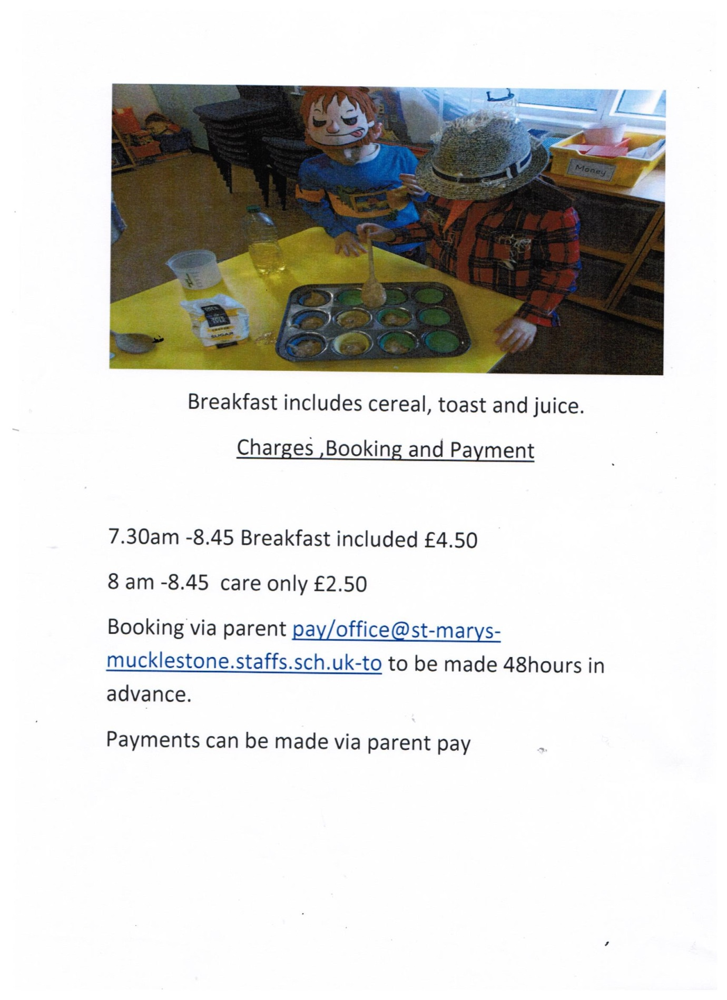 Money
SUGAR
Breakfast includes cereal, toast and juice.
Charges ,Booking and Payment
7.30am -8.45 Breakfast included £4.50
8 am -8.45  care only £2.50
Booking via parent pay/office@st-marys-
mucklestone.staffs.sch.uk-to to be made 48hours in
advance.
Payments can be made via parent pay